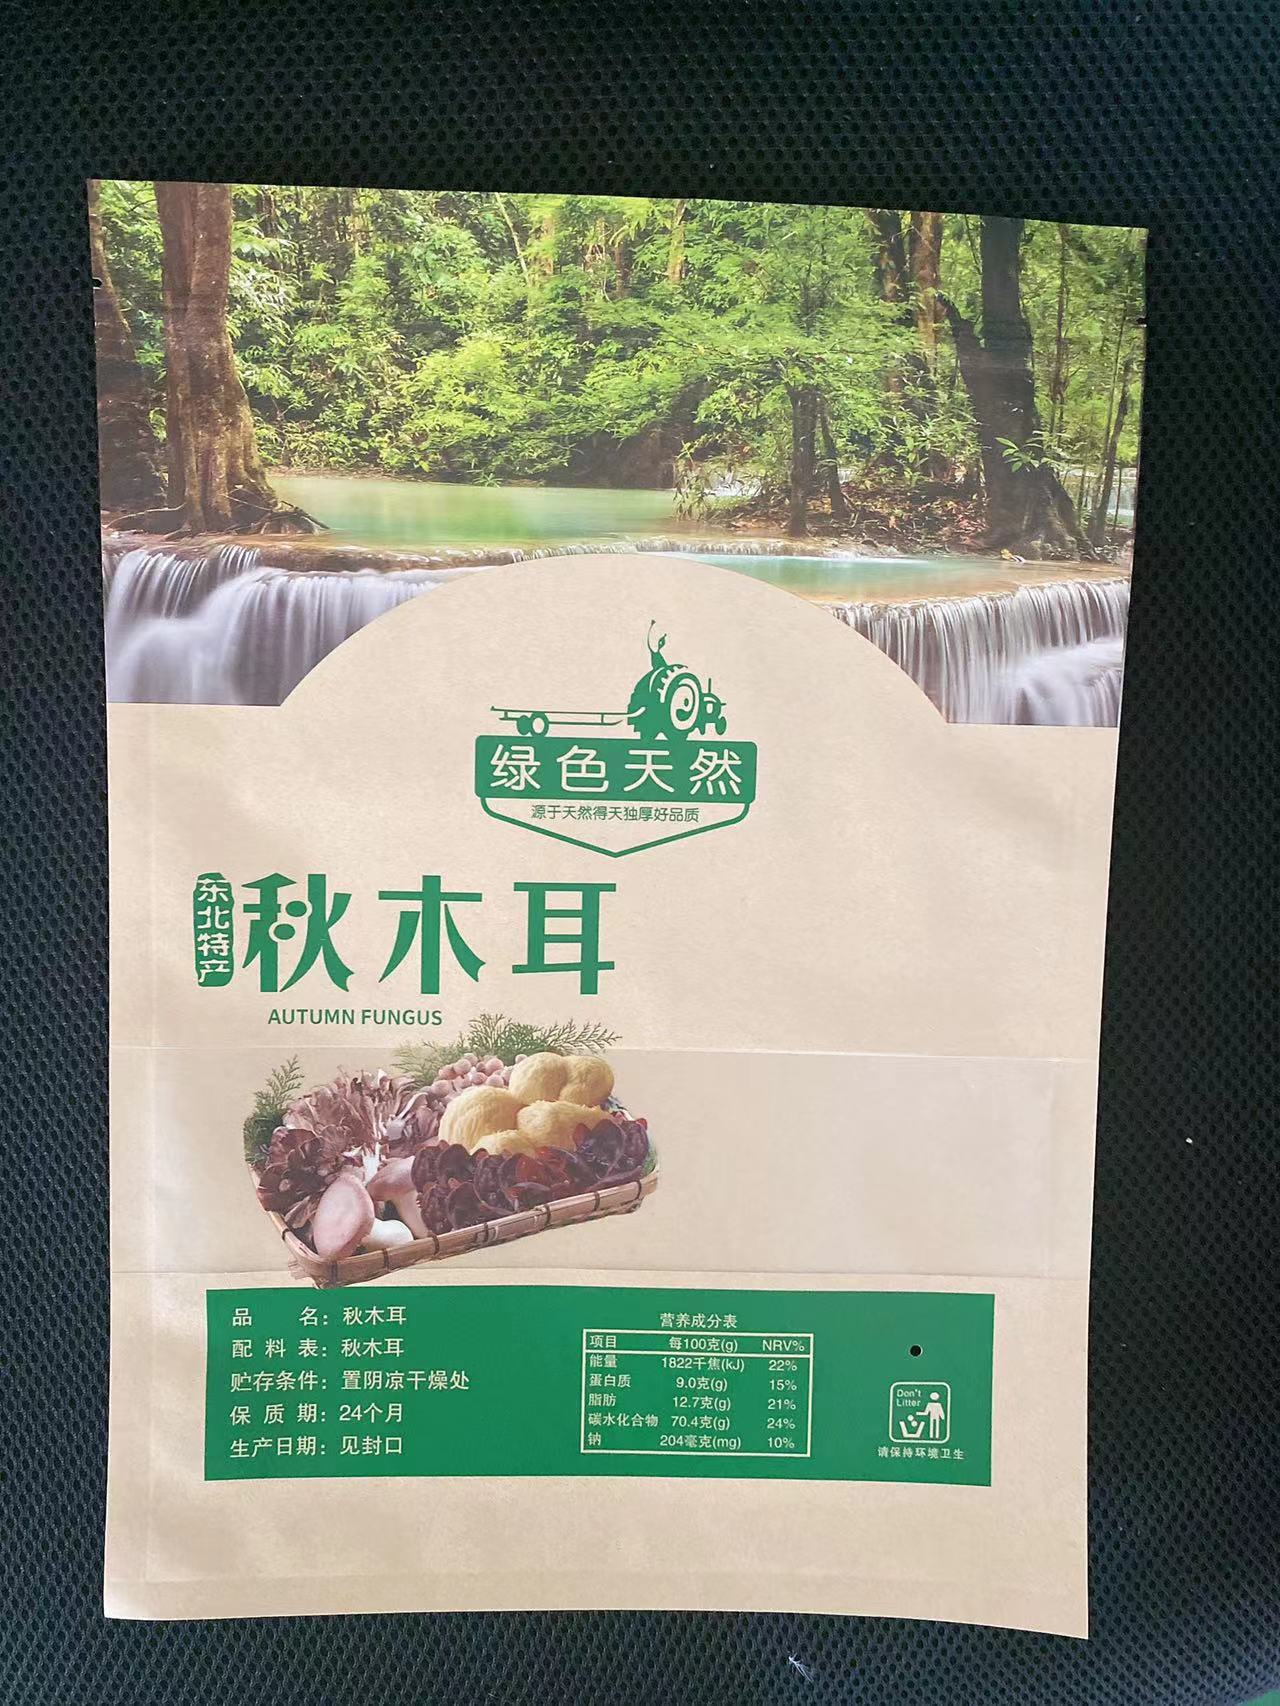 绿色天然
源于天然得天独厚好品质
东北特产
秋木耳
AUTUMN FUNGUS
品 名：秋木耳
配 料 表：秋木耳
贮存条件：置阴凉干燥处
保 质 期：24个月
生产日期：见封口
营养成分表
项目 每100克(g) NRV%
能量 1822千焦(kJ) 22%
蛋白质 9.0克(g) 15%
脂肪 12.7克(g) 21%
碳水化合物 70.4克(g) 24%
钠 204毫克(mg) 10%
Don't
Litter
请保持环境卫生